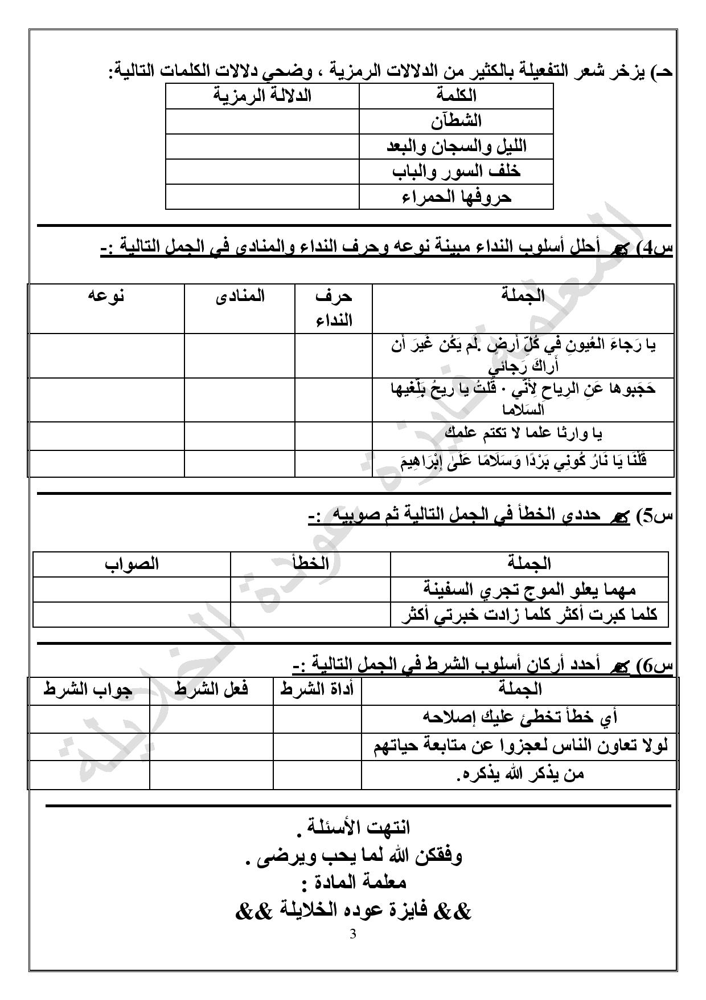 حـ) يزخر شعر التفعيلة بالكثير من الدلالات الرمزية ، وضحي دلالات الكلمات التالية:
الكلمة الدلالة الرمزية
الشطآن
الليل والسجان والبعد
خلف السور والباب
حروفها الحمراء
س4) أحلل أسلوب النداء مبينة نوعه وحرف النداء والمنادى في الجمل التالية :-
الجملة حرف النداء المنادى نوعه
يا رَجاءَ العُيونِ في كُلِّ أَرضٍ .لَم يَكُن غَيرَ أَن
أَراكَ رَجائي
حَجَبوها عَنِ الرِياحِ لِأَنّي · قُلتُ يا ريحُ بَلِّغيها
السَلاما
يا وارثا علما لا تكتم علمك
قُلْنَا يَا نَارُ كُونِي بَرْدًا وَسَلَامًا عَلَىٰ إِبْرَاهِيمَ
س5) حددي الخطأ في الجمل التالية ثم صوبيه :-
الجملة الخطأ الصواب
مهما يعلو الموج تجري السفينة
كلما كبرت أكثر كلما زادت خبرتي أكثر
س6) أحدد أركان أسلوب الشرط في الجمل التالية :-
الجملة أداة الشرط فعل الشرط جواب الشرط
أي خطأ تخطئ عليك إصلاحه
لولا تعاون الناس لعجزوا عن متابعة حياتهم
من يذكر الله يذكره.
انتهت الأسئلة .
وفقكن الله لما يحب ويرضى .
معلمة المادة :
&& فايزة عوده الخلايلة &&
3
المعلمة فايزة عودة الخلايلة